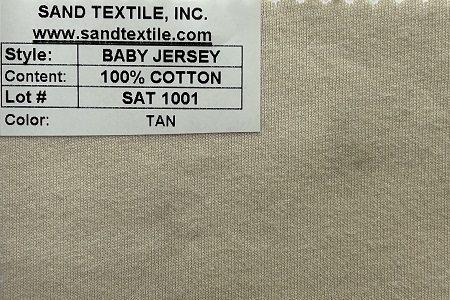 SAND TEXTILE, INC.
www.sandtextile.com
Style: BABY JERSEY
Content: 100% COTTON
Lot # SAT 1001
Color: TAN